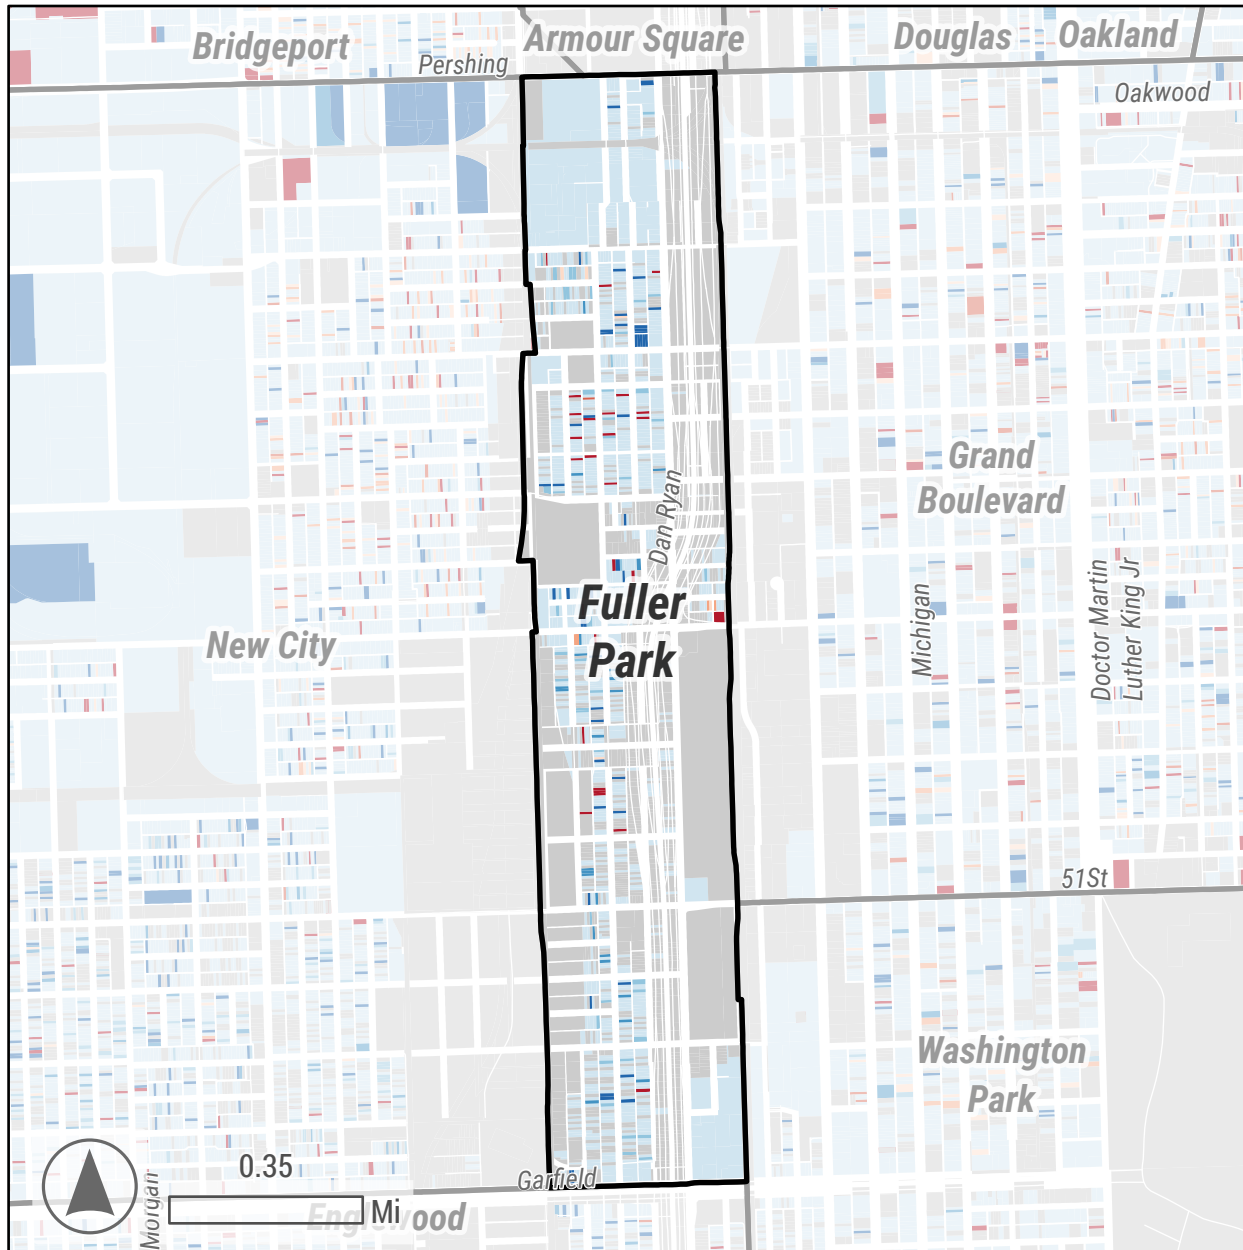 Bridgeport
Armour Square
Douglas
Oakland
Pershing
Oakwood
Grand
Boulevard
Dan Ryan
Fuller
Park
New City
Michigan
Doctor Martin
Luther King Jr
51St
Washington
Park
0.35
Mi
Morgan
Garfield
Englewood